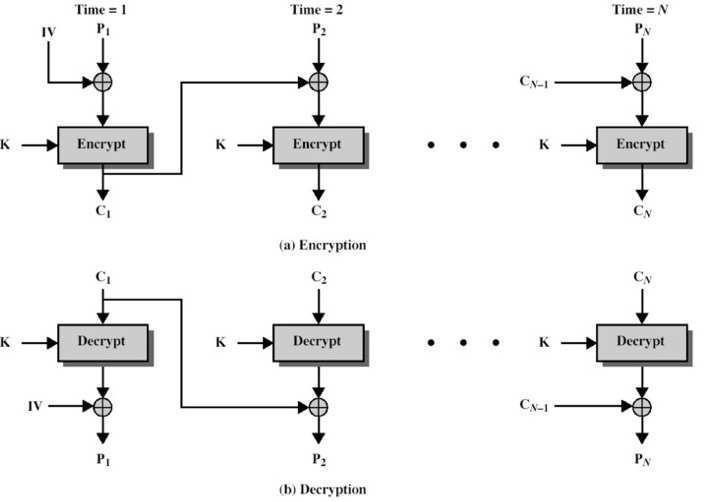 Time = 1 Time = 2 Time = N
IV P1 P2 PN
CN–1
K Encrypt K Encrypt K Encrypt
C1 C2 CN
(a) Encryption
C1 C2 CN
K Decrypt K Decrypt K Decrypt
IV CN–1
P1 P2 PN
(b) Decryption